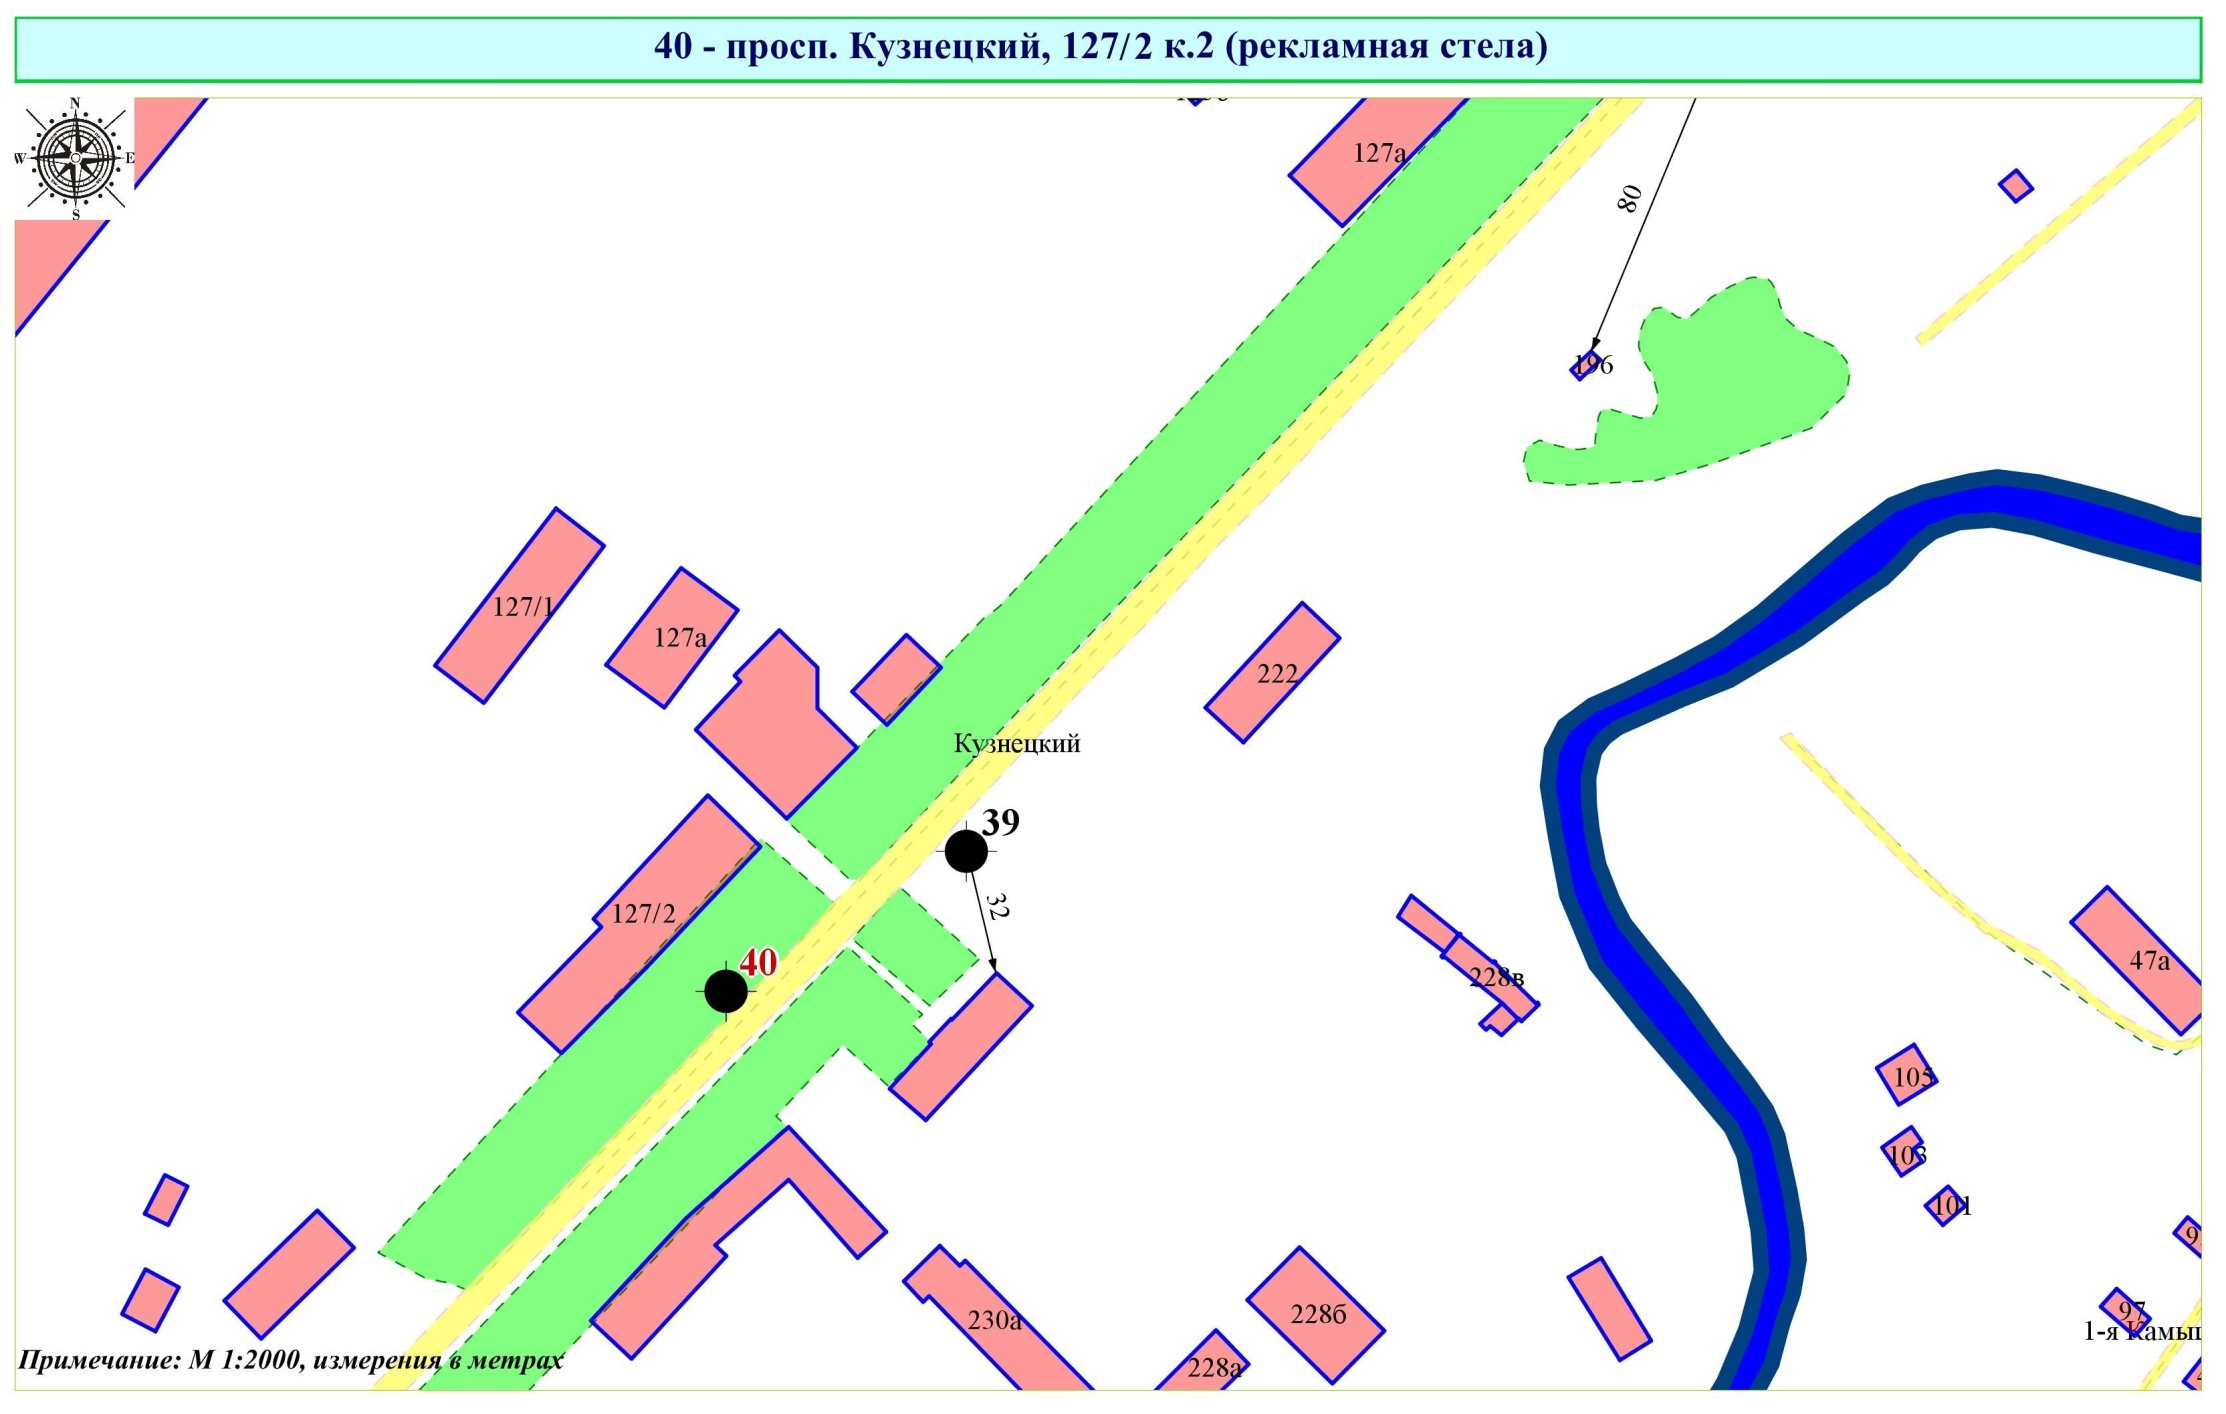 40 - просп. Кузнецкий, 127/2 к.2 (рекламная стела)
N
W
E
S
127а
80
196
127/1
127а
222
Кузнецкий
39
127/2
32
40
228в
47а
105
103
101
230а
228б
97
1-я Камыш
228а
Примечание: М 1:2000, измерения в метрах